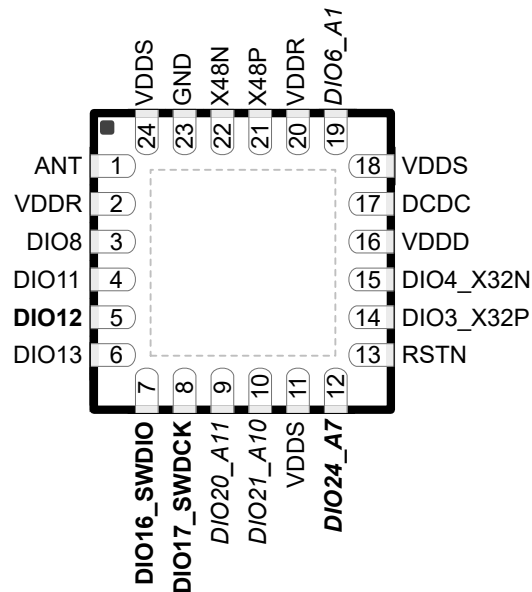 VDDS
GND
X48N
X48P
VDDR
DIO6_A1
24
23
22
21
20
19
ANT 1
18 VDDS
VDDR 2
17 DCDC
DIO8 3
16 VDDD
DIO11 4
15 DIO4_X32N
DIO12 5
14 DIO3_X32P
DIO13 6
13 RSTN
7
8
9
10
11
12
DIO16_SWDIO
DIO17_SWDCK
DIO20_A11
DIO21_A10
VDDS
DIO24_A7